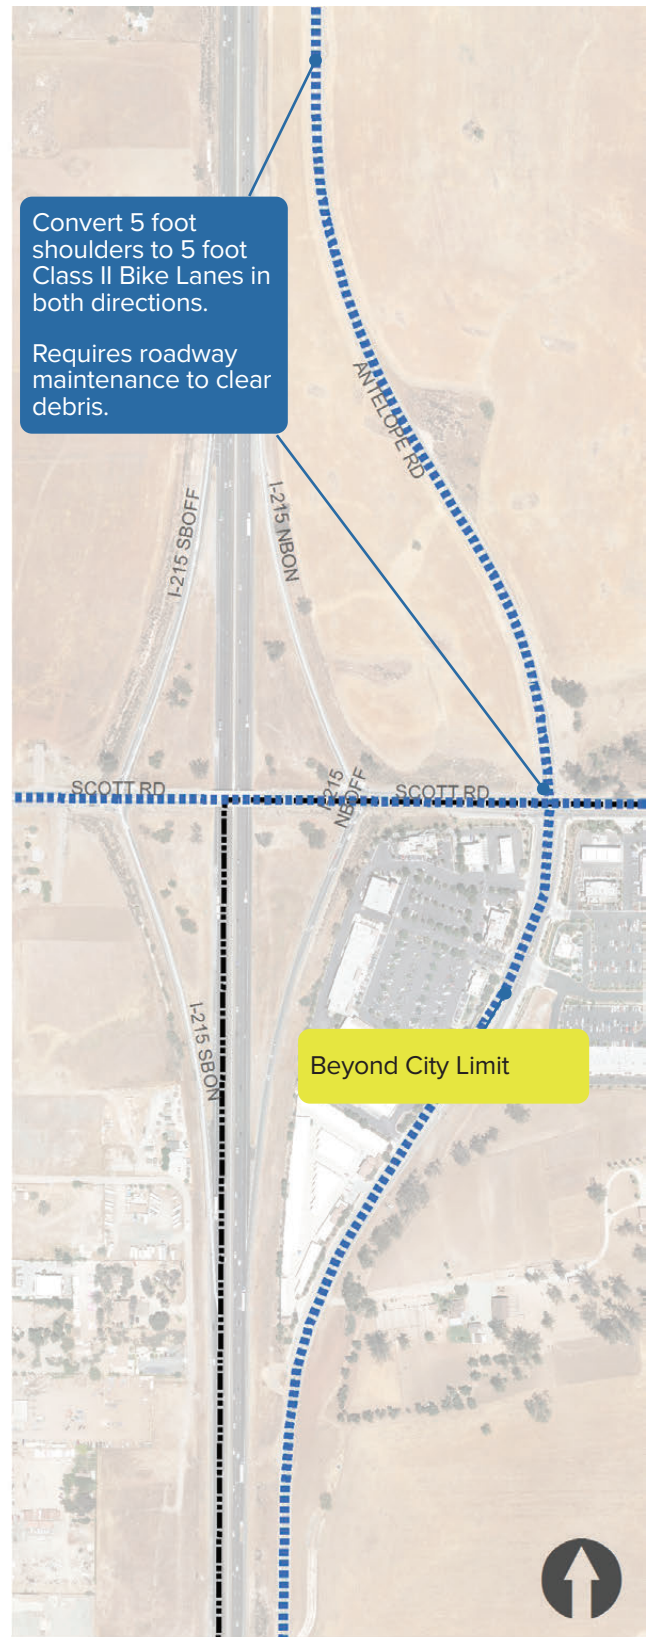 Convert 5 foot
shoulders to 5 foot
Class II Bike Lanes in
both directions.
Requires roadway
maintenance to clear
debris.
ANTELOPE RD
I-215 SBOFF
I-215 NBON
SCOTT RD
I-215
NBOFF
SCOTT RD
I-215 SBON
Beyond City Limit